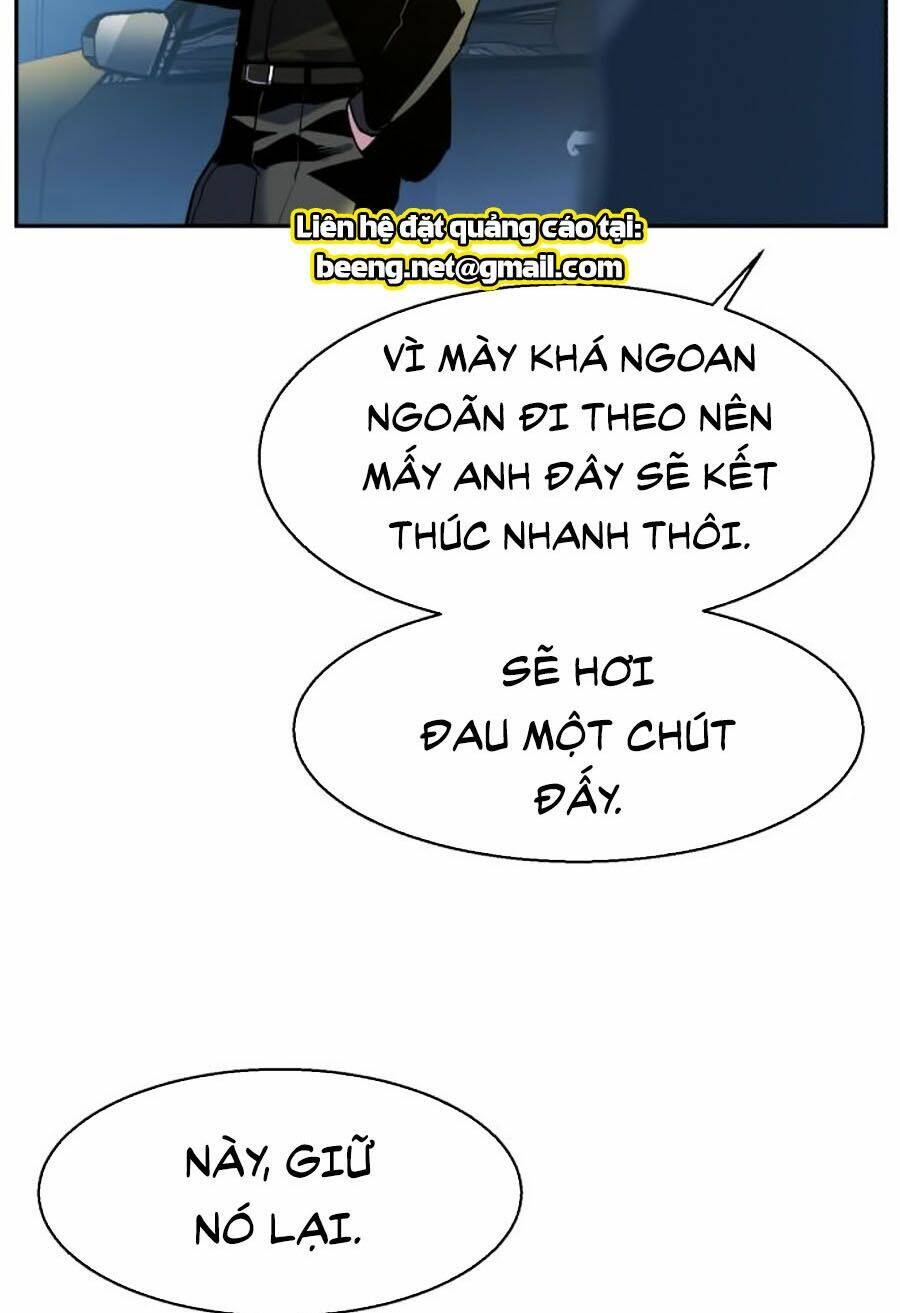 Liên hệ đặt quảng cáo tại:
beeng.net@gmail.com
VÌ MÀY KHÁ NGOAN
NGOÃN ĐI THEO NÊN
MẤY ANH ĐÂY SẼ KẾT
THÚC NHANH THÔI.
SẼ HƠI
ĐAU MỘT CHÚT
ĐẤY.
NÀY, GIỮ
NÓ LẠI.